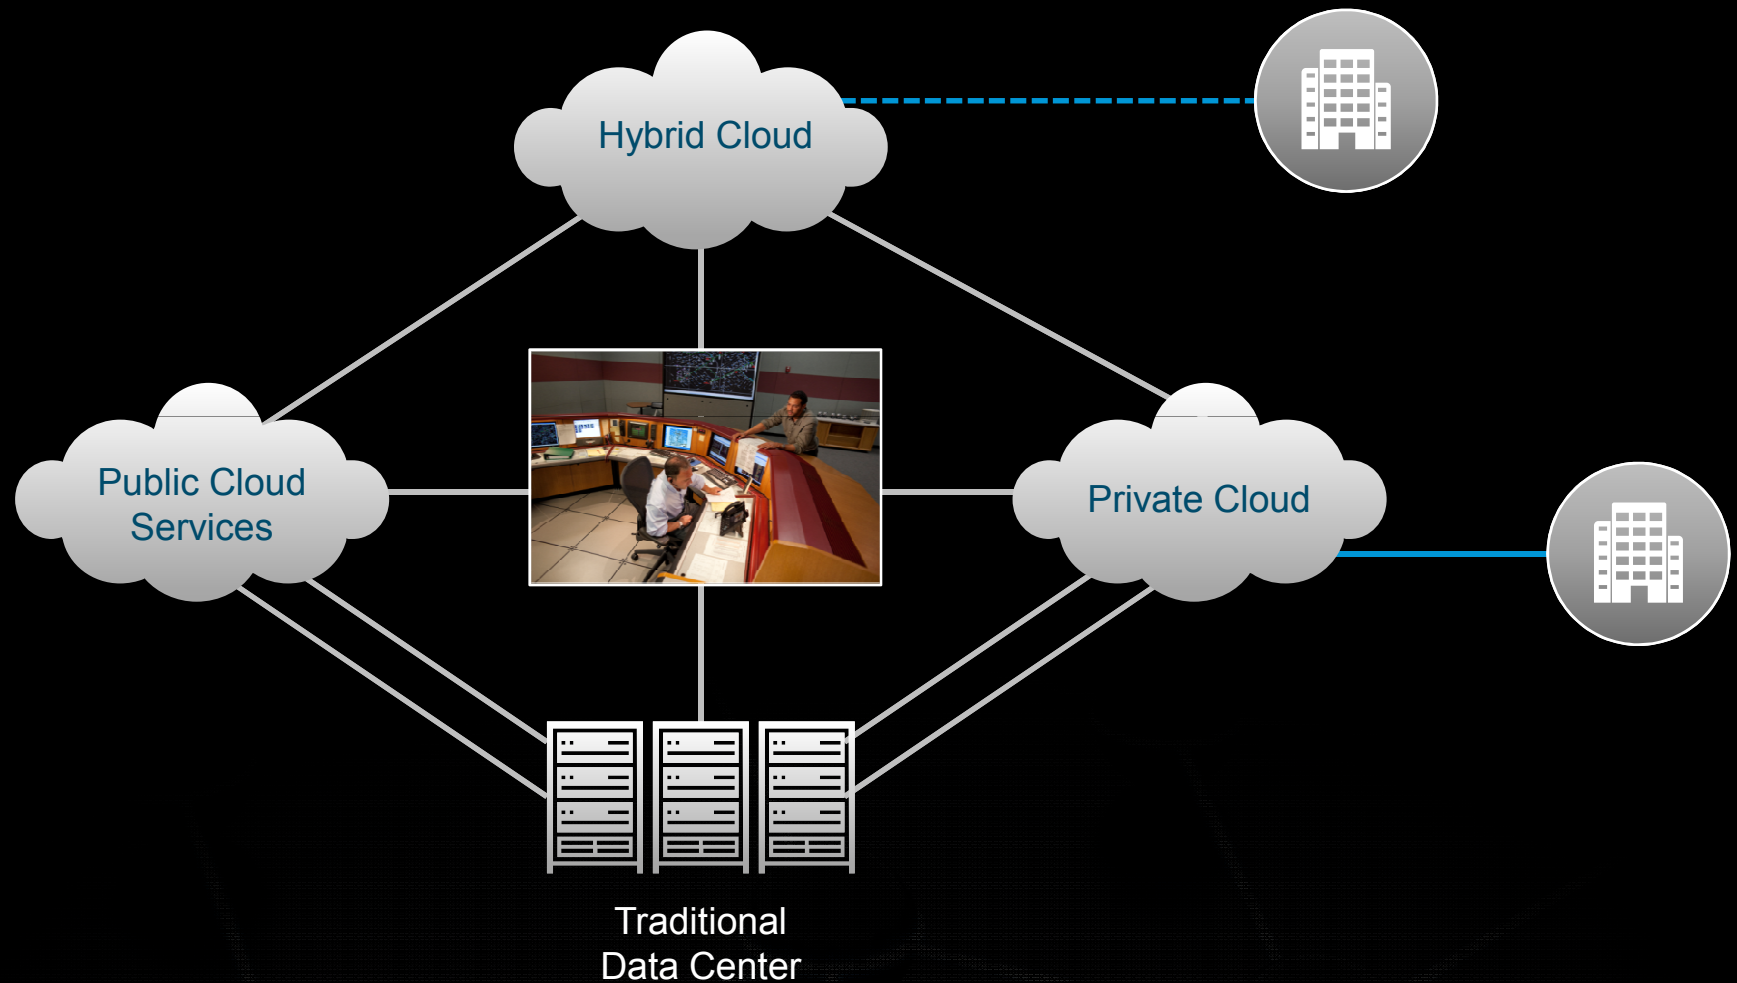 Hybrid Cloud
Public Cloud
Services
Private Cloud
Traditional
Data Center